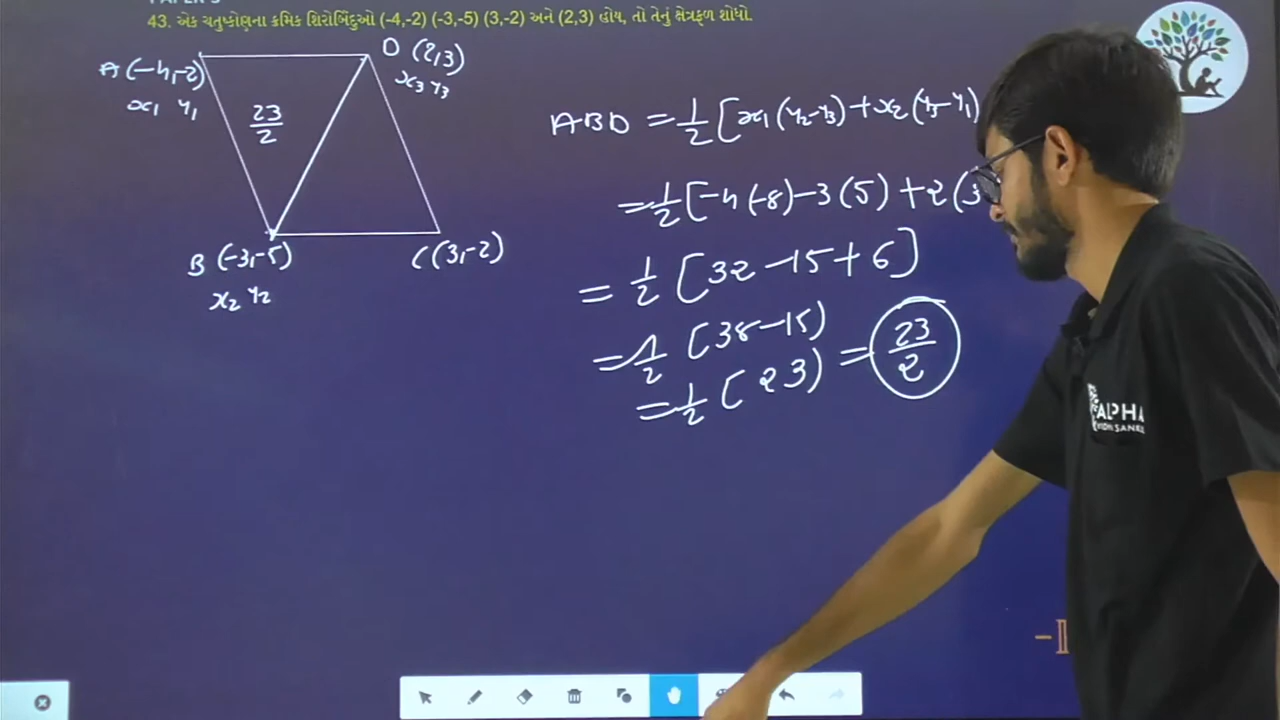 43. એક ચતુષ્કોણના ક્રમિક શિરોબિંદુઓ (-4,-2) (-3,-5) (3,-2) અને (2,3) હોય, તો તેનું ક્ષેત્રફળ શોધો.
A (-4,-2)
x₁ y₁
D (2,3)
x₃ y₃
23/2
B (-3,-5)
x₂ y₂
C (3,-2)
ABD = 1/2 [x₁(y₂-y₃)+x₂(y₃-y₁)
= 1/2 [-4(-8)-3(5)+2(3
= 1/2 [32-15+6]
= 1/2 [38-15)
= 1/2 [23) = 23/2
ALPHA